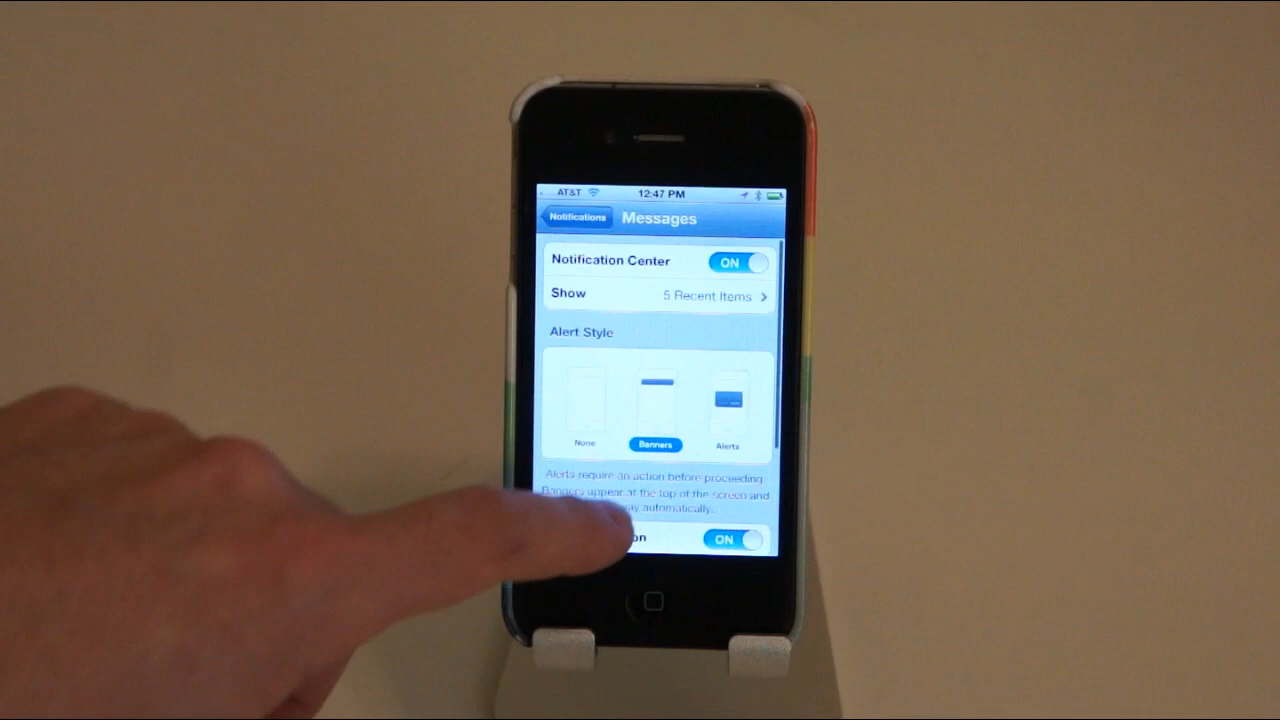 AT&T 12:47 PM
Notifications Messages
Notification Center ON
Show 5 Recent Items
Alert Style
None Banners Alerts
Alerts require an action before proceeding
Banners appear at the top of the screen and
automatically.
ON